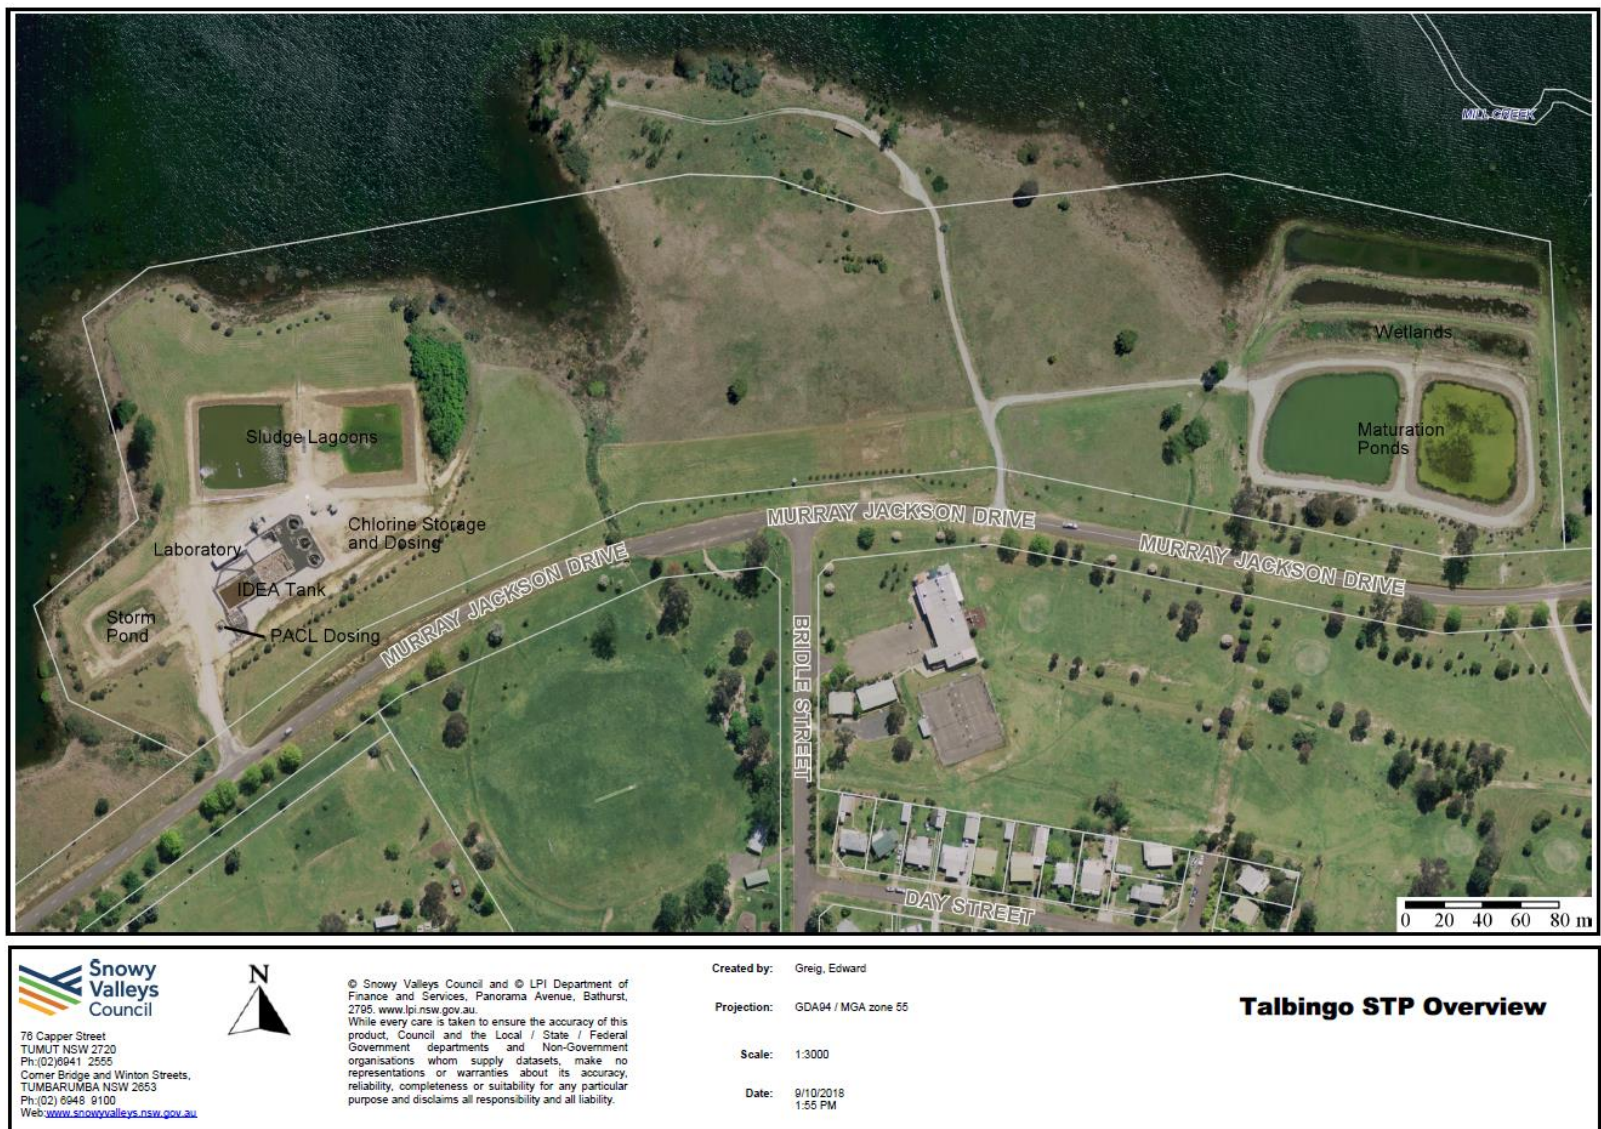 MILL CREEK
Wetlands
Maturation
Ponds
Sludge Lagoons
Chlorine Storage
and Dosing
Laboratory
IDEA Tank
Storm
Pond
PACL Dosing
MURRAY JACKSON DRIVE
MURRAY JACKSON DRIVE
MURRAY JACKSON DRIVE
BRIDLE STREET
DAY STREET
0 20 40 60 80 m
Snowy
Valleys
Council
76 Capper Street
TUMUT NSW 2720
Ph:(02)6941 2555
Corner Bridge and Winton Streets,
TUMBARUMBA NSW 2653
Ph:(02) 6948 9100
Web:www.snowyvalleys.nsw.gov.au
N
© Snowy Valleys Council and © LPI Department of
Finance and Services, Panorama Avenue, Bathurst,
2795. www.lpi.nsw.gov.au.
While every care is taken to ensure the accuracy of this
product, Council and the Local / State / Federal
Government departments and Non-Government
organisations whom supply datasets, make no
representations or warranties about its accuracy,
reliability, completeness or suitability for any particular
purpose and disclaims all responsibility and all liability.
Created by: Greig, Edward
Projection: GDA94 / MGA zone 55
Scale: 1:3000
Date: 9/10/2018
1:55 PM
Talbingo STP Overview